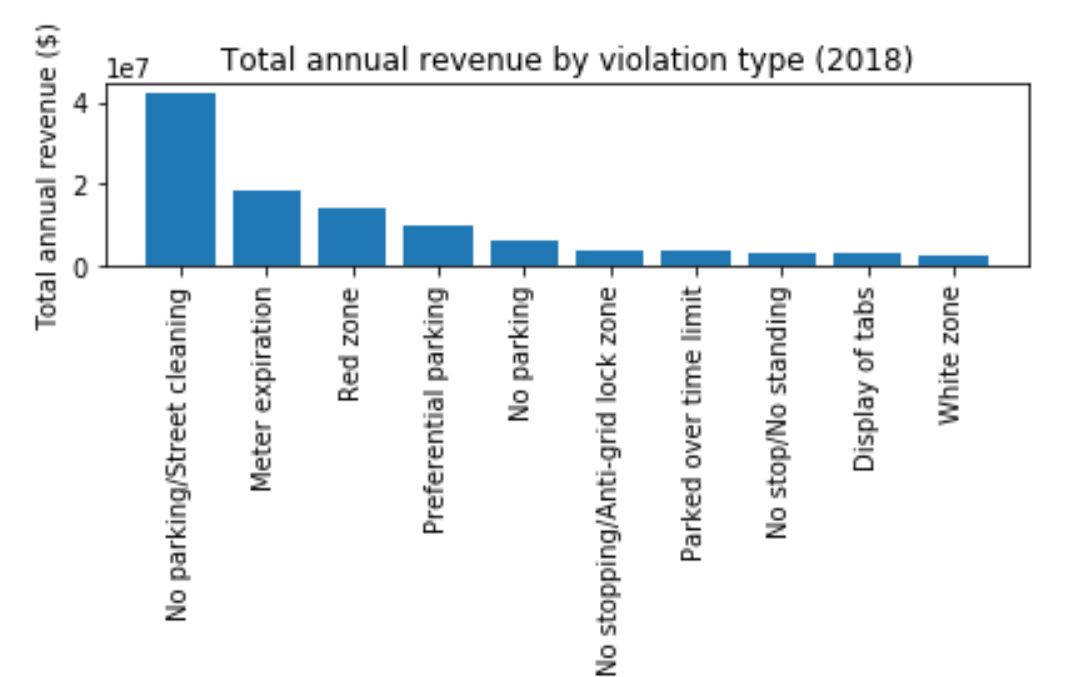 Total annual revenue by violation type (2018)
1e7
Total annual revenue ($)
4
2
0
No parking/Street cleaning
Meter expiration
Red zone
Preferential parking
No parking
No stopping/Anti-grid lock zone
Parked over time limit
No stop/No standing
Display of tabs
White zone